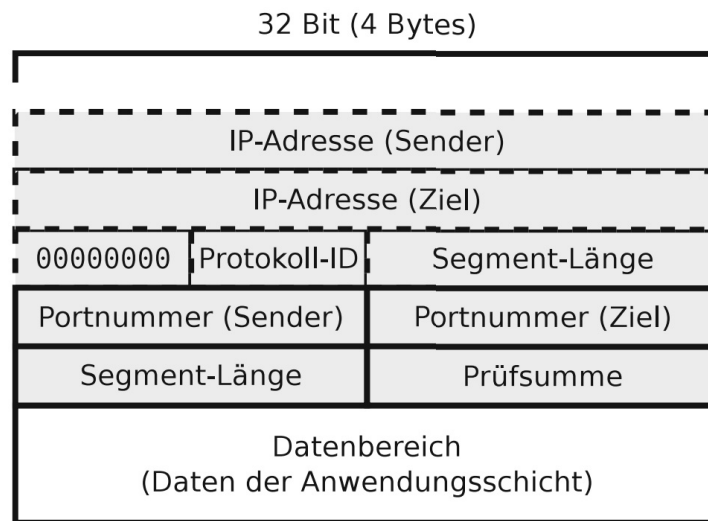 32 Bit (4 Bytes)
IP-Adresse (Sender)
IP-Adresse (Ziel)
00000000 Protokoll-ID Segment-Länge
Portnummer (Sender) Portnummer (Ziel)
Segment-Länge Prüfsumme
Datenbereich
(Daten der Anwendungsschicht)